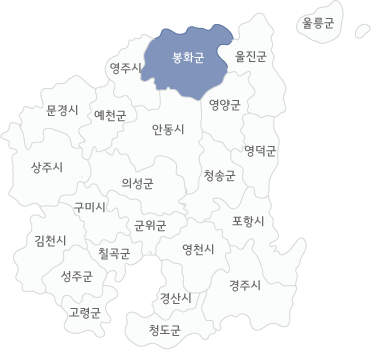 울릉군
봉화군
울진군
영주시
영양군
문경시
예천군
안동시
영덕군
상주시
청송군
의성군
구미시
군위군
포항시
김천시
칠곡군
영천시
성주군
경주시
경산시
고령군
청도군